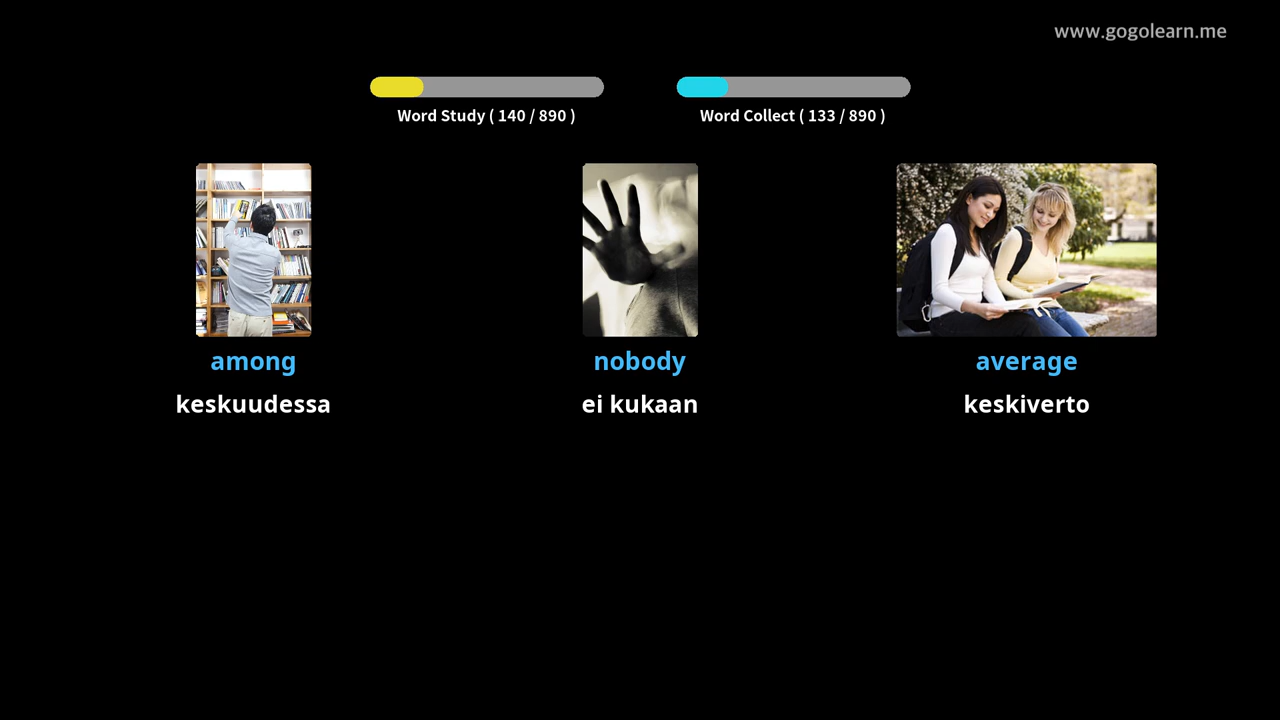 www.gogolearn.me
Word Study ( 140 / 890 )
Word Collect ( 133 / 890 )
among
nobody
average
keskuudessa
ei kukaan
keskiverto